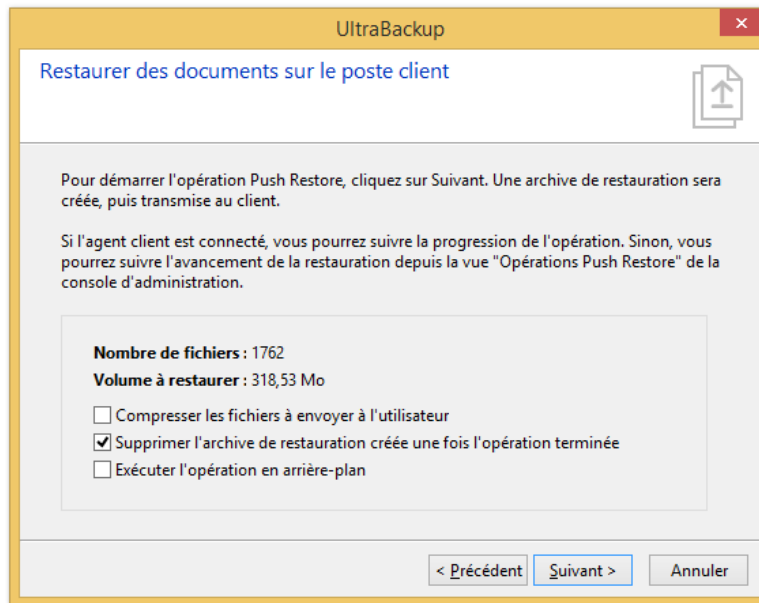 UltraBackup
Restaurer des documents sur le poste client
Pour démarrer l'opération Push Restore, cliquez sur Suivant. Une archive de restauration sera
créée, puis transmise au client.
Si l'agent client est connecté, vous pourrez suivre la progression de l'opération. Sinon, vous
pourrez suivre l'avancement de la restauration depuis la vue "Opérations Push Restore" de la
console d'administration.
Nombre de fichiers : 1762
Volume à restaurer : 318,53 Mo
Compresser les fichiers à envoyer à l'utilisateur
Supprimer l'archive de restauration créée une fois l'opération terminée
Exécuter l'opération en arrière-plan
< Précédent Suivant > Annuler